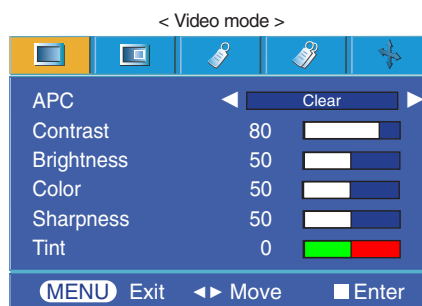 < Video mode >
APC ◀ Clear ▶
Contrast 80
Brightness 50
Color 50
Sharpness 50
Tint 0
MENU Exit ◄► Move Enter